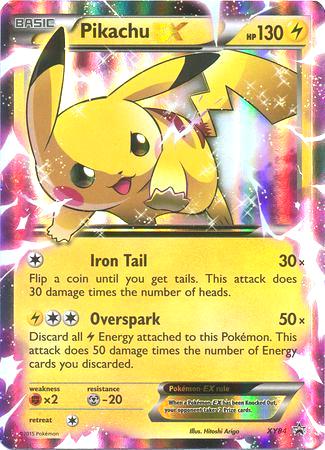 BASIC Pikachu EX HP 130
Iron Tail 30×
Flip a coin until you get tails. This attack does
30 damage times the number of heads.
Overspark 50×
Discard all Energy attached to this Pokémon. This
attack does 50 damage times the number of Energy
cards you discarded.
weakness resistance
×2 -20
retreat
Pokémon-EX rule
When a Pokémon-EX has been Knocked Out,
your opponent takes 2 Prize cards.
©2015 Pokémon Illus. Hitoshi Ariga XY84